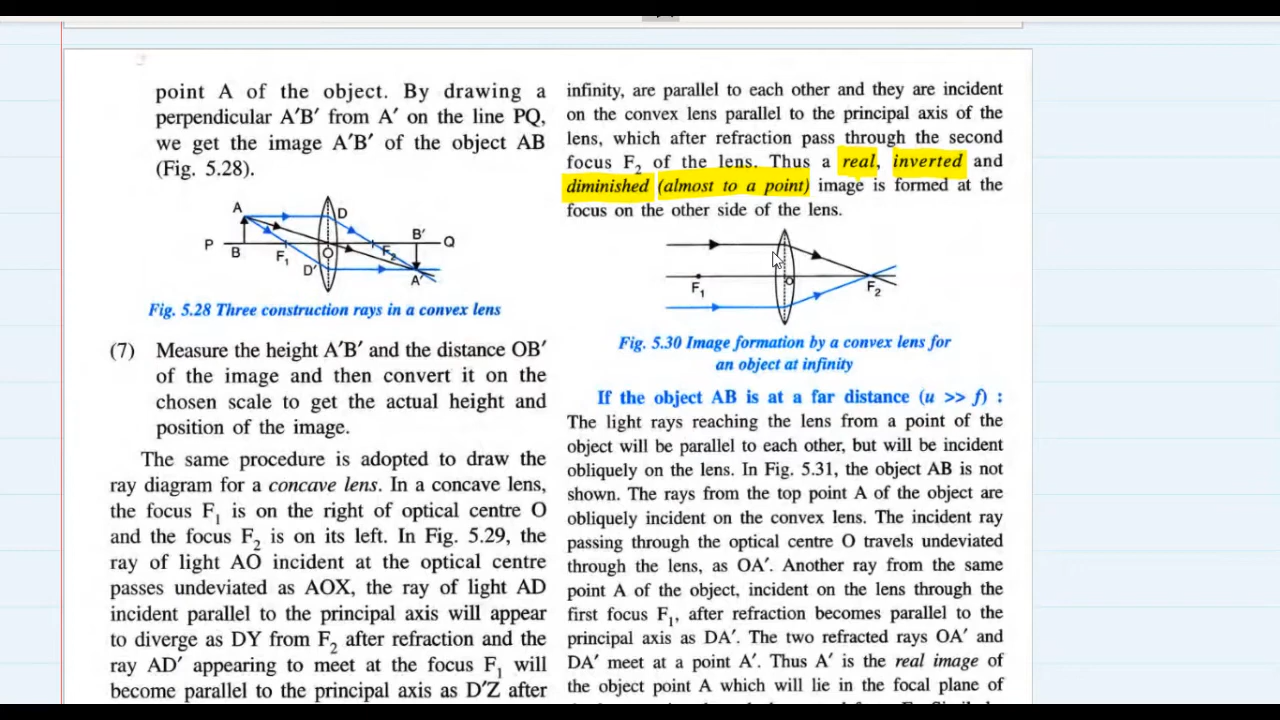 point A of the object. By drawing a
perpendicular A′B′ from A′ on the line PQ,
we get the image A′B′ of the object AB
(Fig. 5.28).
A
D
B′
P
Q
B
F₁
O
F₂
D′
A′
Fig. 5.28 Three construction rays in a convex lens
(7) Measure the height A′B′ and the distance OB′
of the image and then convert it on the
chosen scale to get the actual height and
position of the image.
The same procedure is adopted to draw the
ray diagram for a concave lens. In a concave lens,
the focus F₁ is on the right of optical centre O
and the focus F₂ is on its left. In Fig. 5.29, the
ray of light AO incident at the optical centre
passes undeviated as AOX, the ray of light AD
incident parallel to the principal axis will appear
to diverge as DY from F₂ after refraction and the
ray AD′ appearing to meet at the focus F₁ will
become parallel to the principal axis as D′Z after
infinity, are parallel to each other and they are incident
on the convex lens parallel to the principal axis of the
lens, which after refraction pass through the second
focus F₂ of the lens. Thus a real, inverted and
diminished (almost to a point) image is formed at the
focus on the other side of the lens.
F₁
O
F₂
Fig. 5.30 Image formation by a convex lens for
an object at infinity
If the object AB is at a far distance (u >> f) :
The light rays reaching the lens from a point of the
object will be parallel to each other, but will be incident
obliquely on the lens. In Fig. 5.31, the object AB is not
shown. The rays from the top point A of the object are
obliquely incident on the convex lens. The incident ray
passing through the optical centre O travels undeviated
through the lens, as OA′. Another ray from the same
point A of the object, incident on the lens through the
first focus F₁, after refraction becomes parallel to the
principal axis as DA′. The two refracted rays OA′ and
DA′ meet at a point A′. Thus A′ is the real image of
the object point A which will lie in the focal plane of